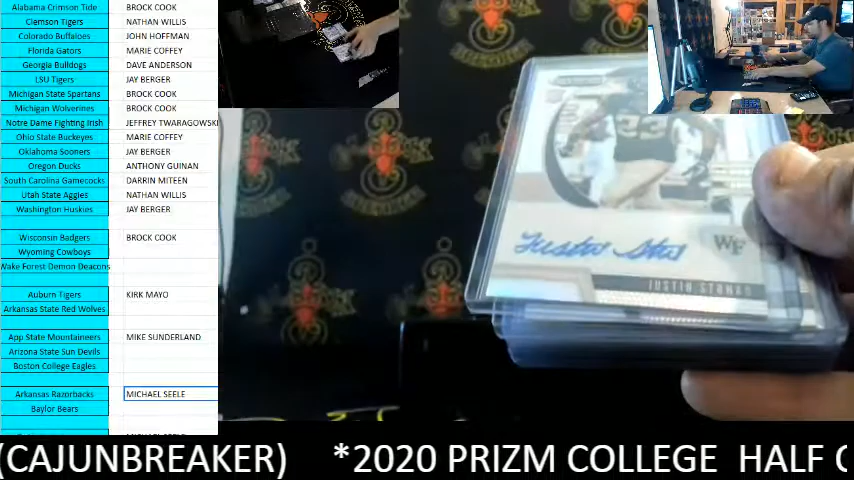 Alabama Crimson Tide BROCK COOK
Clemson Tigers NATHAN WILLIS
Colorado Buffaloes JOHN HOFFMAN
Florida Gators MARIE COFFEY
Georgia Bulldogs DAVE ANDERSON
LSU Tigers JAY BERGER
Michigan State Spartans BROCK COOK
Michigan Wolverines BROCK COOK
Notre Dame Fighting Irish JEFFREY TWARAGOWSKI
Ohio State Buckeyes MARIE COFFEY
Oklahoma Sooners JAY BERGER
Oregon Ducks ANTHONY GUINAN
South Carolina Gamecocks DARRIN MITEEN
Utah State Aggies NATHAN WILLIS
Washington Huskies JAY BERGER
Wisconsin Badgers BROCK COOK
Wyoming Cowboys
Wake Forest Demon Deacons
Auburn Tigers KIRK MAYO
Arkansas State Red Wolves
App State Mountaineers MIKE SUNDERLAND
Arizona State Sun Devils
Boston College Eagles
Arkansas Razorbacks MICHAEL SEELE
Baylor Bears
23
WF
JUSTIN STRNAD
(CAJUNBREAKER) *2020 PRIZM COLLEGE HALF